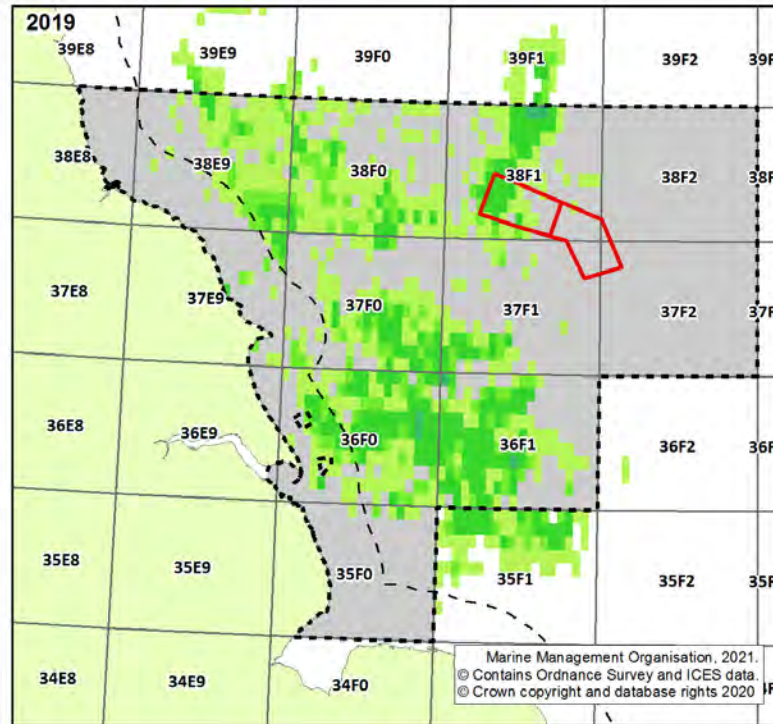 2019
39E8 39E9 39F0 39F1 39F2 39F
38E8 38E9 38F0 38F1 38F2 38F
37E8 37E9 37F0 37F1 37F2 37F
36E8 36E9 36F0 36F1 36F2 36F
35E8 35E9 35F0 35F1 35F2 35F
34E8 34E9 34F0
Marine Management Organisation, 2021.
© Contains Ordnance Survey and ICES data.
© Crown copyright and database rights 2020